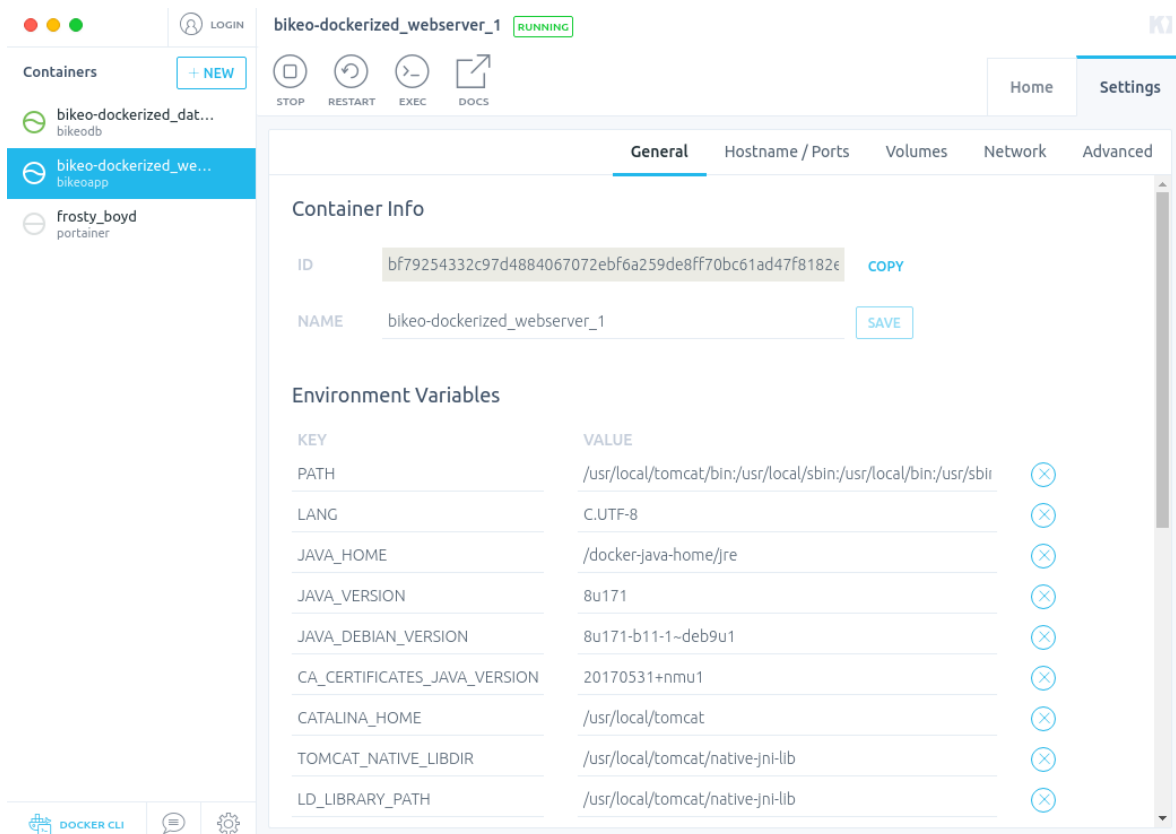 LOGIN
Containers
+ NEW
bikeo-dockerized_dat...
bikeodb
bikeo-dockerized_we...
bikeoapp
frosty_boyd
portainer
DOCKER CLI
bikeo-dockerized_webserver_1 RUNNING
STOP RESTART EXEC DOCS
Home Settings
General Hostname / Ports Volumes Network Advanced
Container Info
ID bf79254332c97d4884067072ebf6a259de8ff70bc61ad47f8182e COPY
NAME bikeo-dockerized_webserver_1 SAVE
Environment Variables
KEY VALUE
PATH /usr/local/tomcat/bin:/usr/local/sbin:/usr/local/bin:/usr/sbin
LANG C.UTF-8
JAVA_HOME /docker-java-home/jre
JAVA_VERSION 8u171
JAVA_DEBIAN_VERSION 8u171-b11-1~deb9u1
CA_CERTIFICATES_JAVA_VERSION 20170531+nmu1
CATALINA_HOME /usr/local/tomcat
TOMCAT_NATIVE_LIBDIR /usr/local/tomcat/native-jni-lib
LD_LIBRARY_PATH /usr/local/tomcat/native-jni-lib